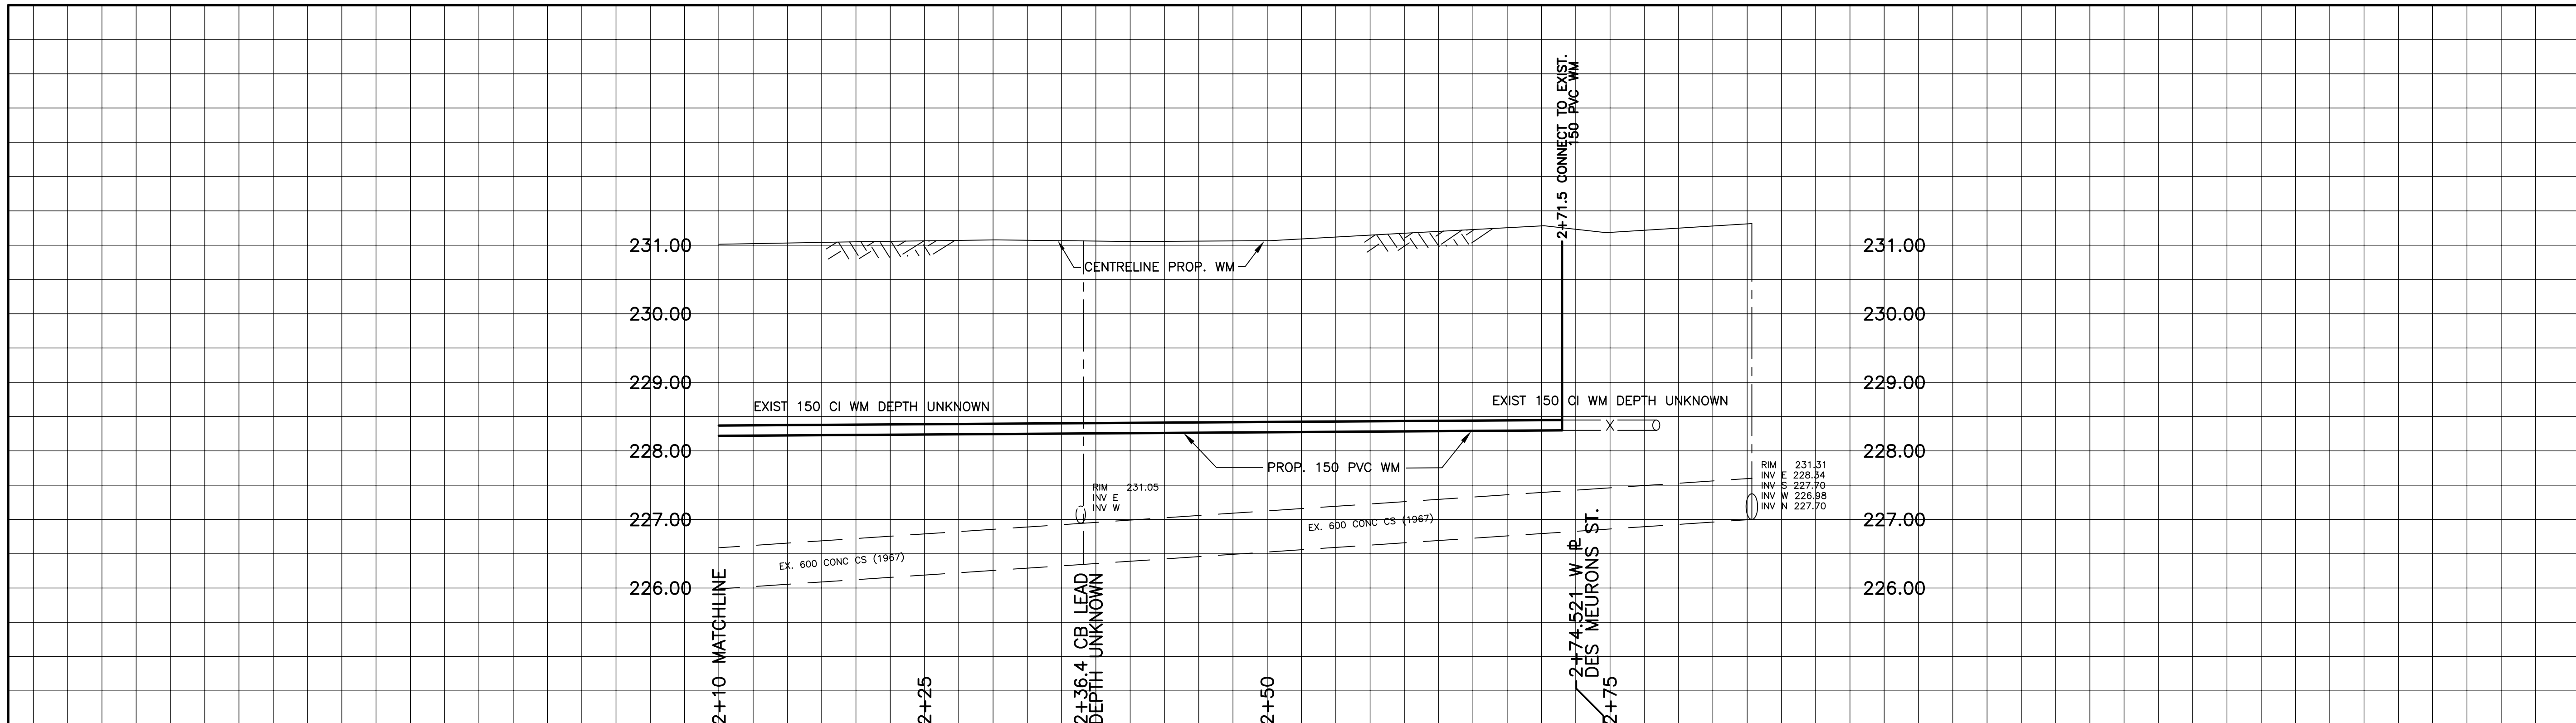 2+71.5 CONNECT TO EXIST.
150 PVC WM
231.00
231.00
CENTRELINE PROP. WM
230.00
230.00
229.00
229.00
EXIST 150 CI WM DEPTH UNKNOWN
EXIST 150 CI WM DEPTH UNKNOWN
228.00
228.00
PROP. 150 PVC WM
RIM 231.31
INV E 228.34
INV S 227.70
INV W 226.98
INV N 227.70
RIM 231.05
INV E
INV W
227.00
227.00
EX. 600 CONC CS (1967)
EX. 600 CONC CS (1967)
226.00
226.00
2+10 MATCHLINE
2+25
2+36.4 CB LEAD
DEPTH UNKNOWN
2+50
2+74.521 W PL
DES MEURONS ST.
2+75